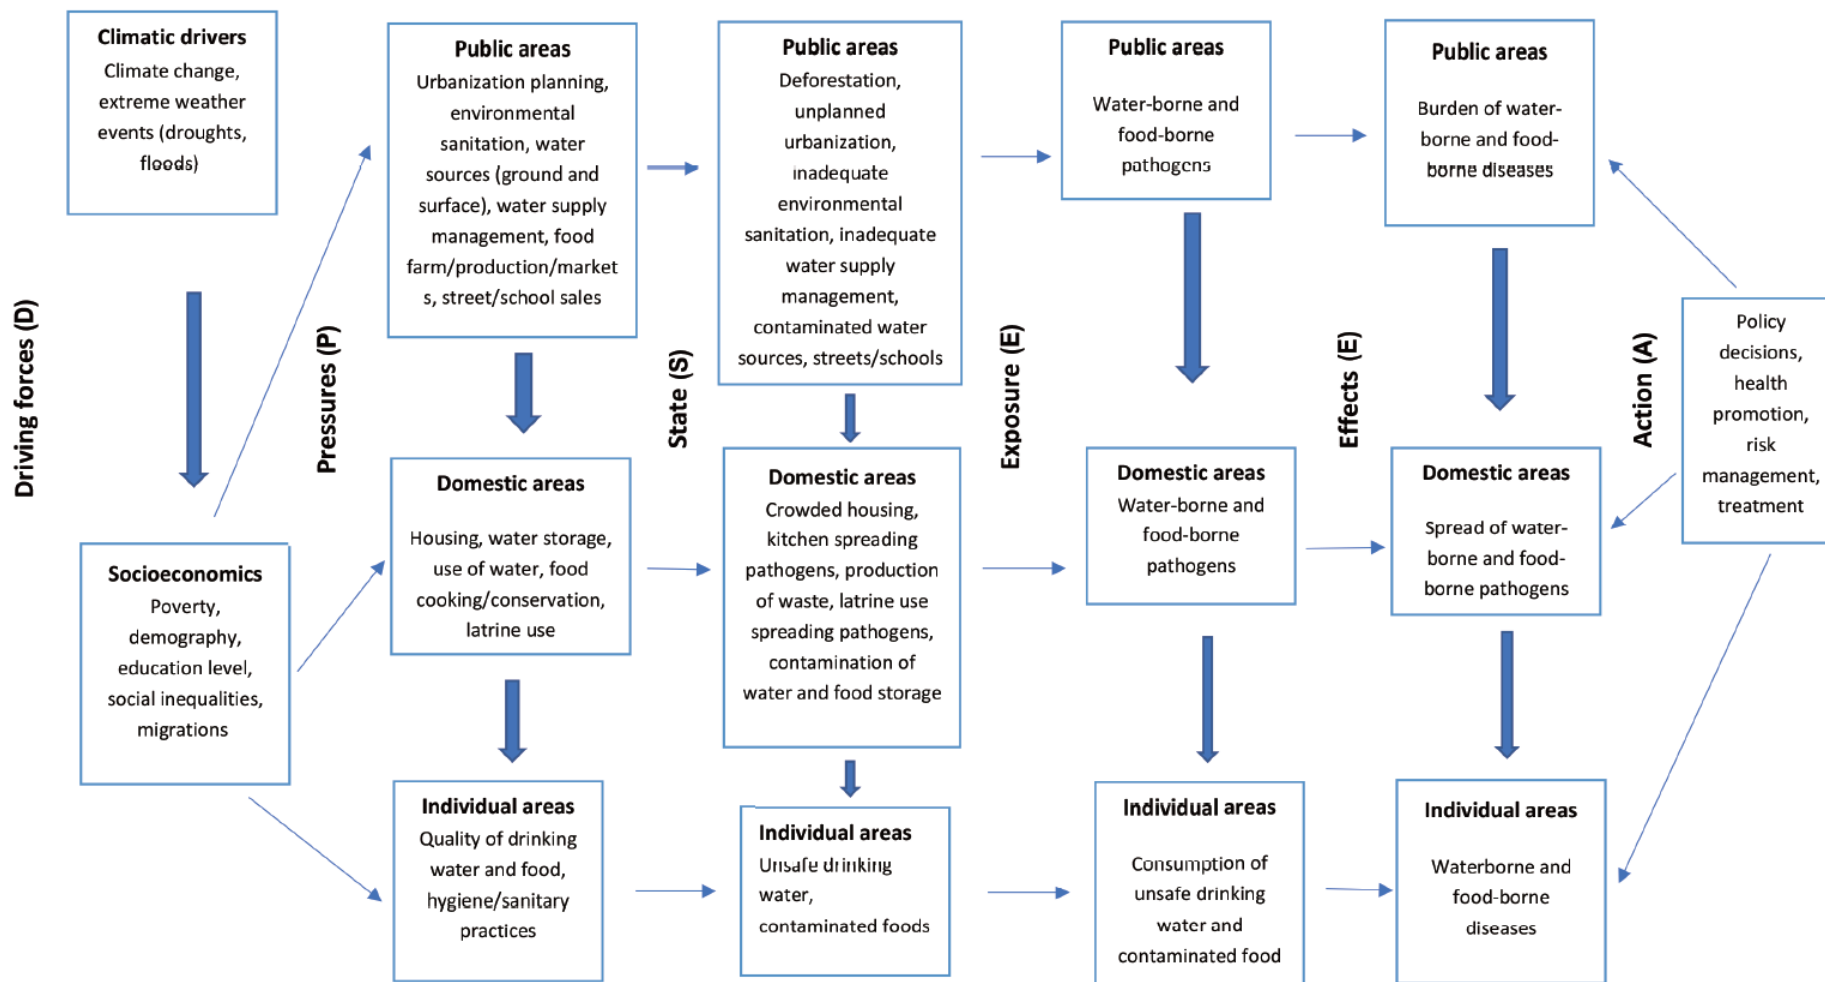 Driving forces (D)
Climatic drivers
Climate change,
extreme weather
events (droughts,
floods)
Socioeconomics
Poverty,
demography,
education level,
social inequalities,
migrations
Pressures (P)
Public areas
Urbanization planning,
environmental
sanitation, water
sources (ground and
surface), water supply
management, food
farm/production/market
s, street/school sales
Domestic areas
Housing, water storage,
use of water, food
cooking/conservation,
latrine use
Individual areas
Quality of drinking
water and food,
hygiene/sanitary
practices
State (S)
Public areas
Deforestation,
unplanned
urbanization,
inadequate
environmental
sanitation, inadequate
water supply
management,
contaminated water
sources, streets/schools
Domestic areas
Crowded housing,
kitchen spreading
pathogens, production
of waste, latrine use
spreading pathogens,
contamination of
water and food storage
Individual areas
Unsafe drinking
water,
contaminated foods
Exposure (E)
Public areas
Water-borne and
food-borne
pathogens
Domestic areas
Water-borne and
food-borne
pathogens
Individual areas
Consumption of
unsafe drinking
water and
contaminated food
Effects (E)
Public areas
Burden of water-
borne and food-
borne diseases
Domestic areas
Spread of water-
borne and food-
borne pathogens
Individual areas
Waterborne and
food-borne
diseases
Action (A)
Policy
decisions,
health
promotion,
risk
management,
treatment